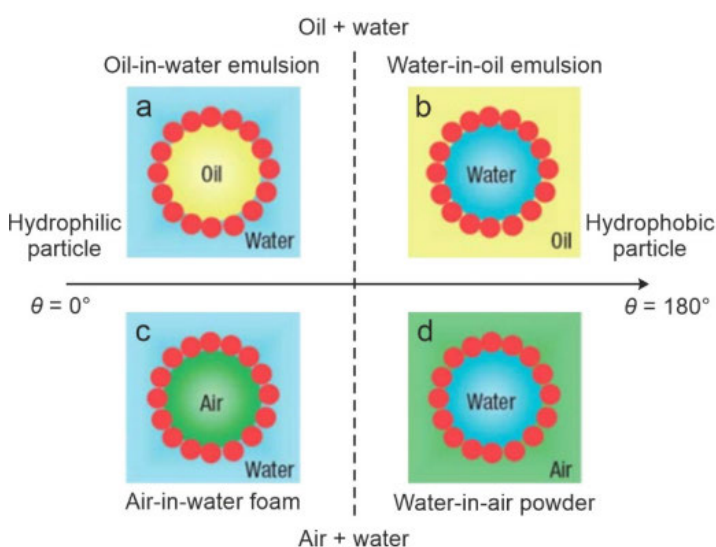 Oil + water
Oil-in-water emulsion
Water-in-oil emulsion
a
Oil
Water
b
Water
Oil
Hydrophilic
particle
Hydrophobic
particle
θ = 0°
θ = 180°
c
Air
Water
d
Water
Air
Air-in-water foam
Water-in-air powder
Air + water